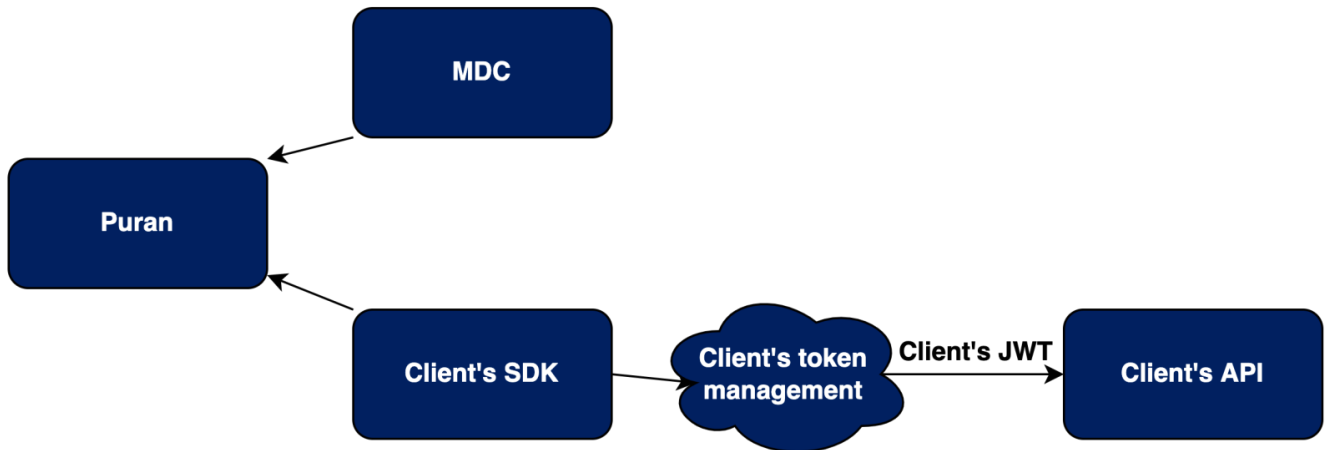 MDC
Puran
Client's SDK
Client's token
management
Client's JWT
Client's API